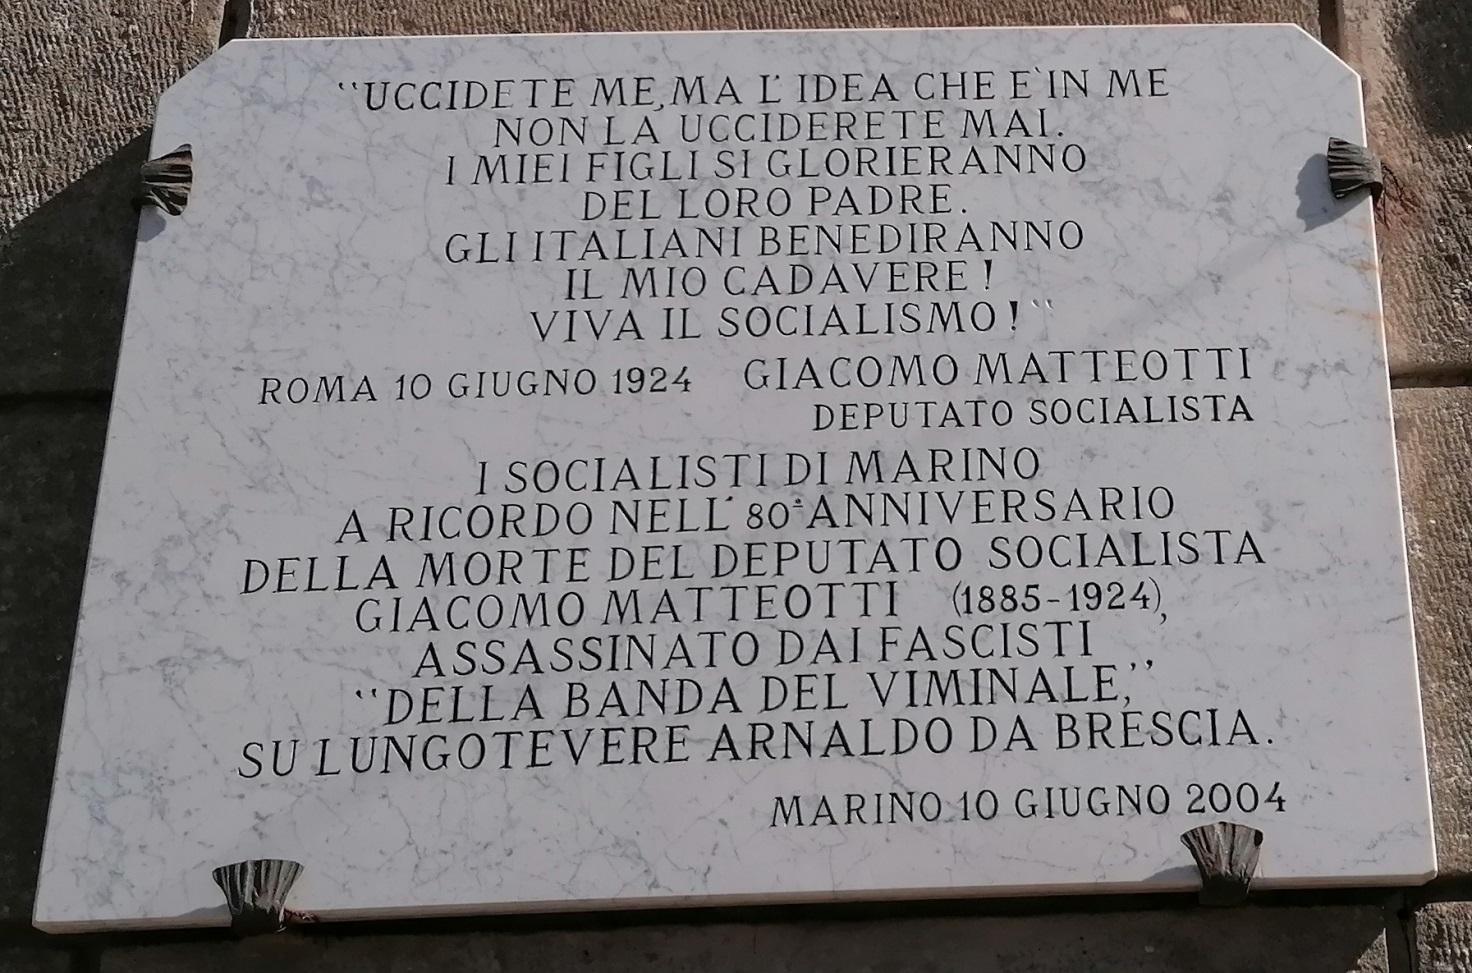 "UCCIDETE ME, MA L'IDEA CHE E' IN ME
NON LA UCCIDERETE MAI.
I MIEI FIGLI SI GLORIERANNO
DEL LORO PADRE.
GLI ITALIANI BENEDIRANNO
IL MIO CADAVERE!
VIVA IL SOCIALISMO!"
ROMA 10 GIUGNO 1924 GIACOMO MATTEOTTI
DEPUTATO SOCIALISTA
I SOCIALISTI DI MARINO
A RICORDO NELL' 80° ANNIVERSARIO
DELLA MORTE DEL DEPUTATO SOCIALISTA
GIACOMO MATTEOTTI (1885-1924),
ASSASSINATO DAI FASCISTI
"DELLA BANDA DEL VIMINALE,"
SU LUNGOTEVERE ARNALDO DA BRESCIA.
MARINO 10 GIUGNO 2004